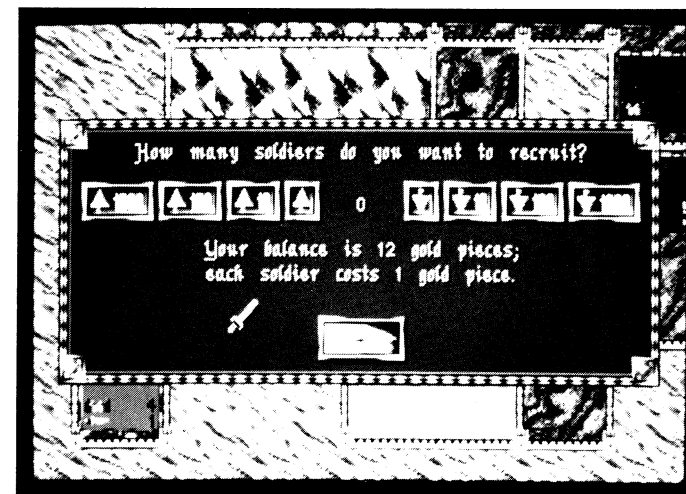 How many soldiers do you want to recruit?
0
Your balance is 12 gold pieces;
each soldier costs 1 gold piece.